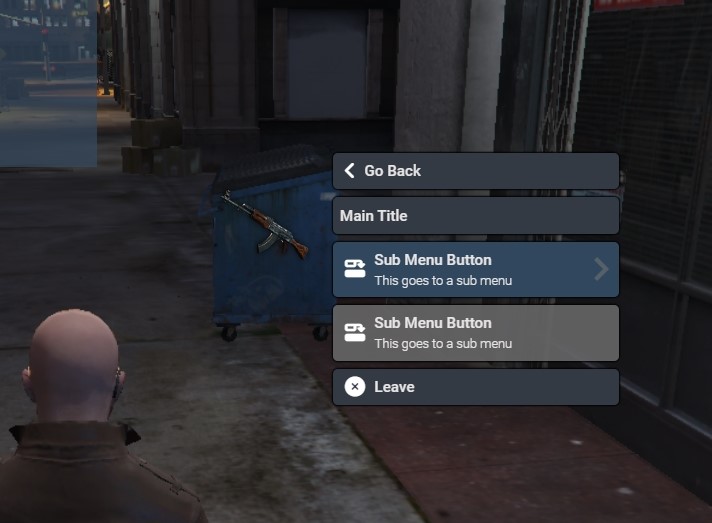 Go Back
Main Title
Sub Menu Button
This goes to a sub menu
Sub Menu Button
This goes to a sub menu
Leave